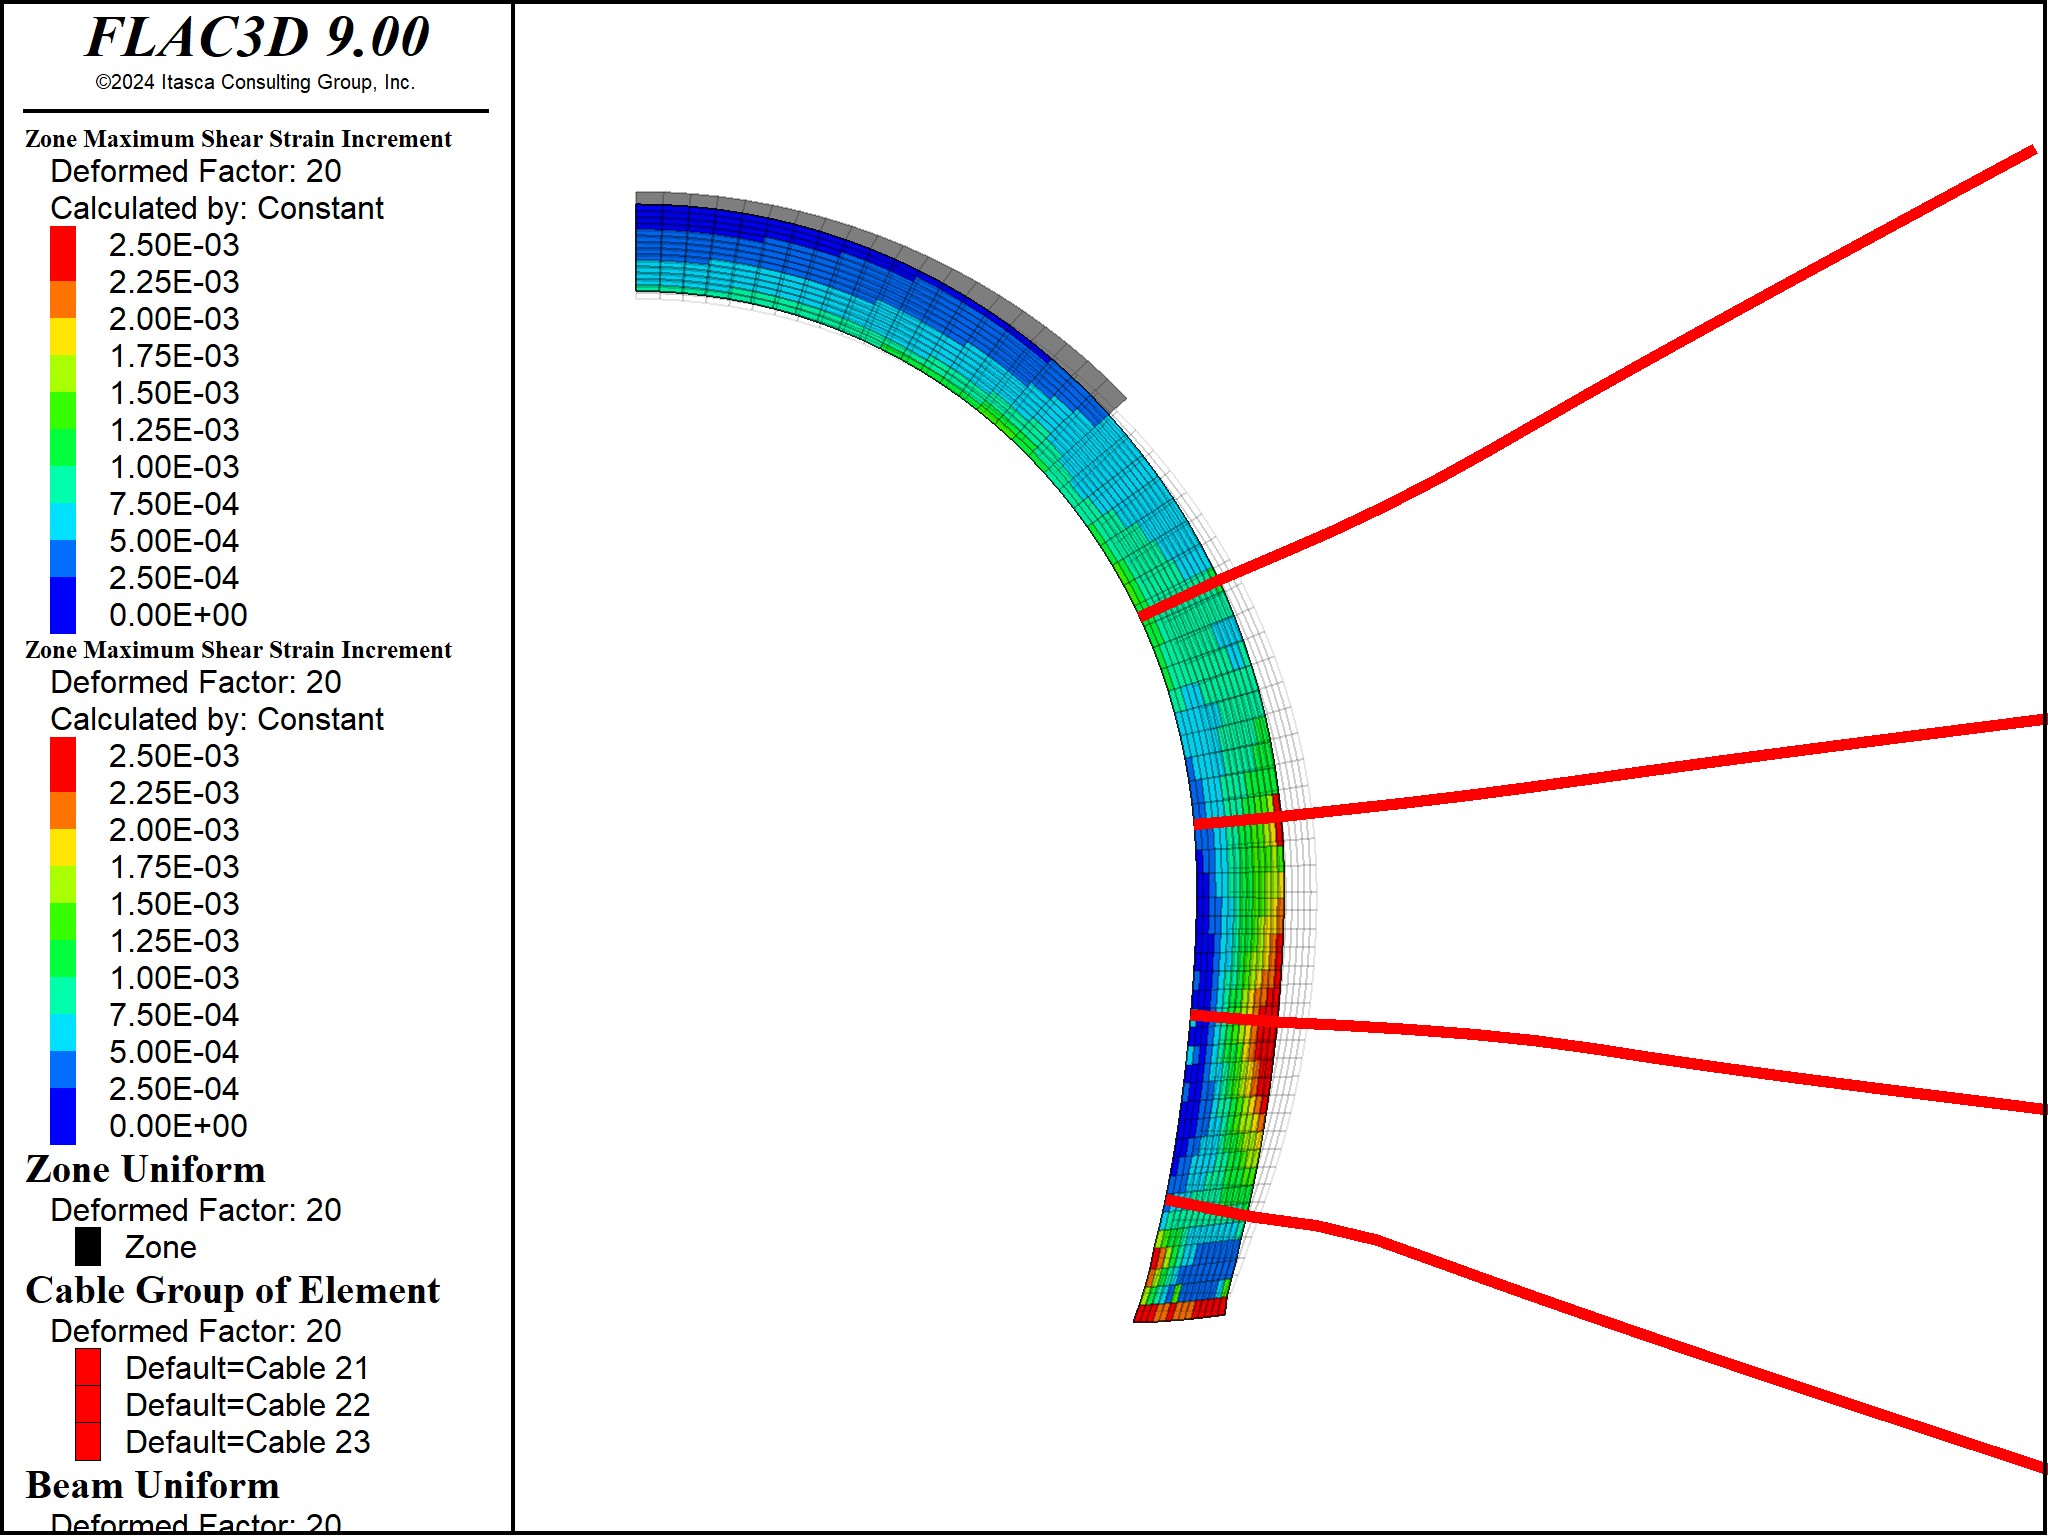 FLAC3D 9.00
©2024 Itasca Consulting Group, Inc.
Zone Maximum Shear Strain Increment
Deformed Factor: 20
Calculated by: Constant
2.50E-03
2.25E-03
2.00E-03
1.75E-03
1.50E-03
1.25E-03
1.00E-03
7.50E-04
5.00E-04
2.50E-04
0.00E+00
Zone Maximum Shear Strain Increment
Deformed Factor: 20
Calculated by: Constant
2.50E-03
2.25E-03
2.00E-03
1.75E-03
1.50E-03
1.25E-03
1.00E-03
7.50E-04
5.00E-04
2.50E-04
0.00E+00
Zone Uniform
Deformed Factor: 20
Zone
Cable Group of Element
Deformed Factor: 20
Default=Cable 21
Default=Cable 22
Default=Cable 23
Beam Uniform
Deformed Factor: 20